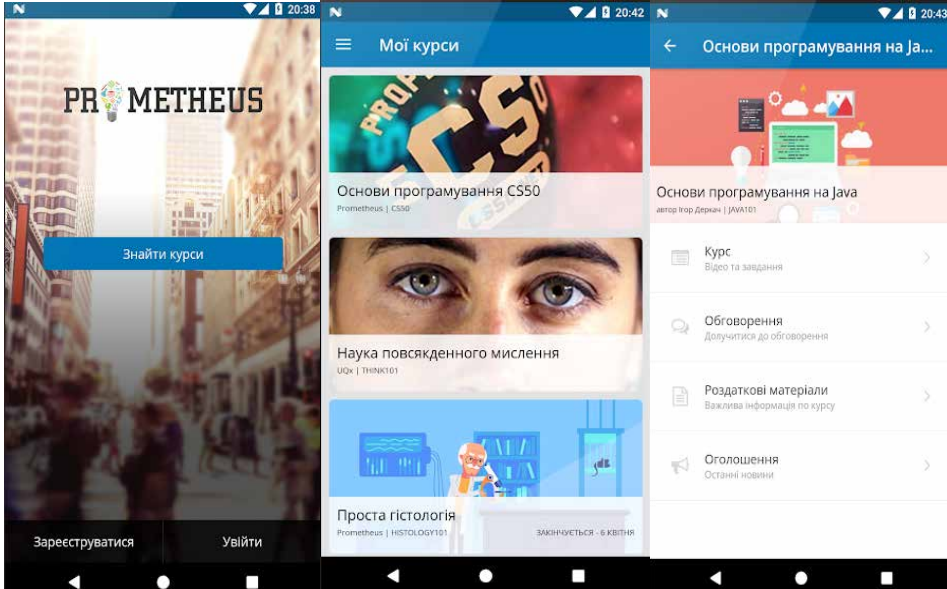 20:38
PROMETHEUS
Знайти курси
Зареєструватися
Увійти
20:42
Мої курси
PROPE
CS
CS50
Основи програмування CS50
Prometheus | CS50
Наука повсякденного мислення
UQx | THINK101
Проста гістологія
Prometheus | HISTOLOGY101
ЗАКІНЧУЄТЬСЯ - 6 КВІТНЯ
20:43
Основи програмування на Ja...
Основи програмування на Java
автор Ігор Деркач | JAVA101
Курс
Відео та завдання
Обговорення
Долучитися до обговорення
Роздаткові матеріали
Важлива інформація по курсу
Оголошення
Останні новини